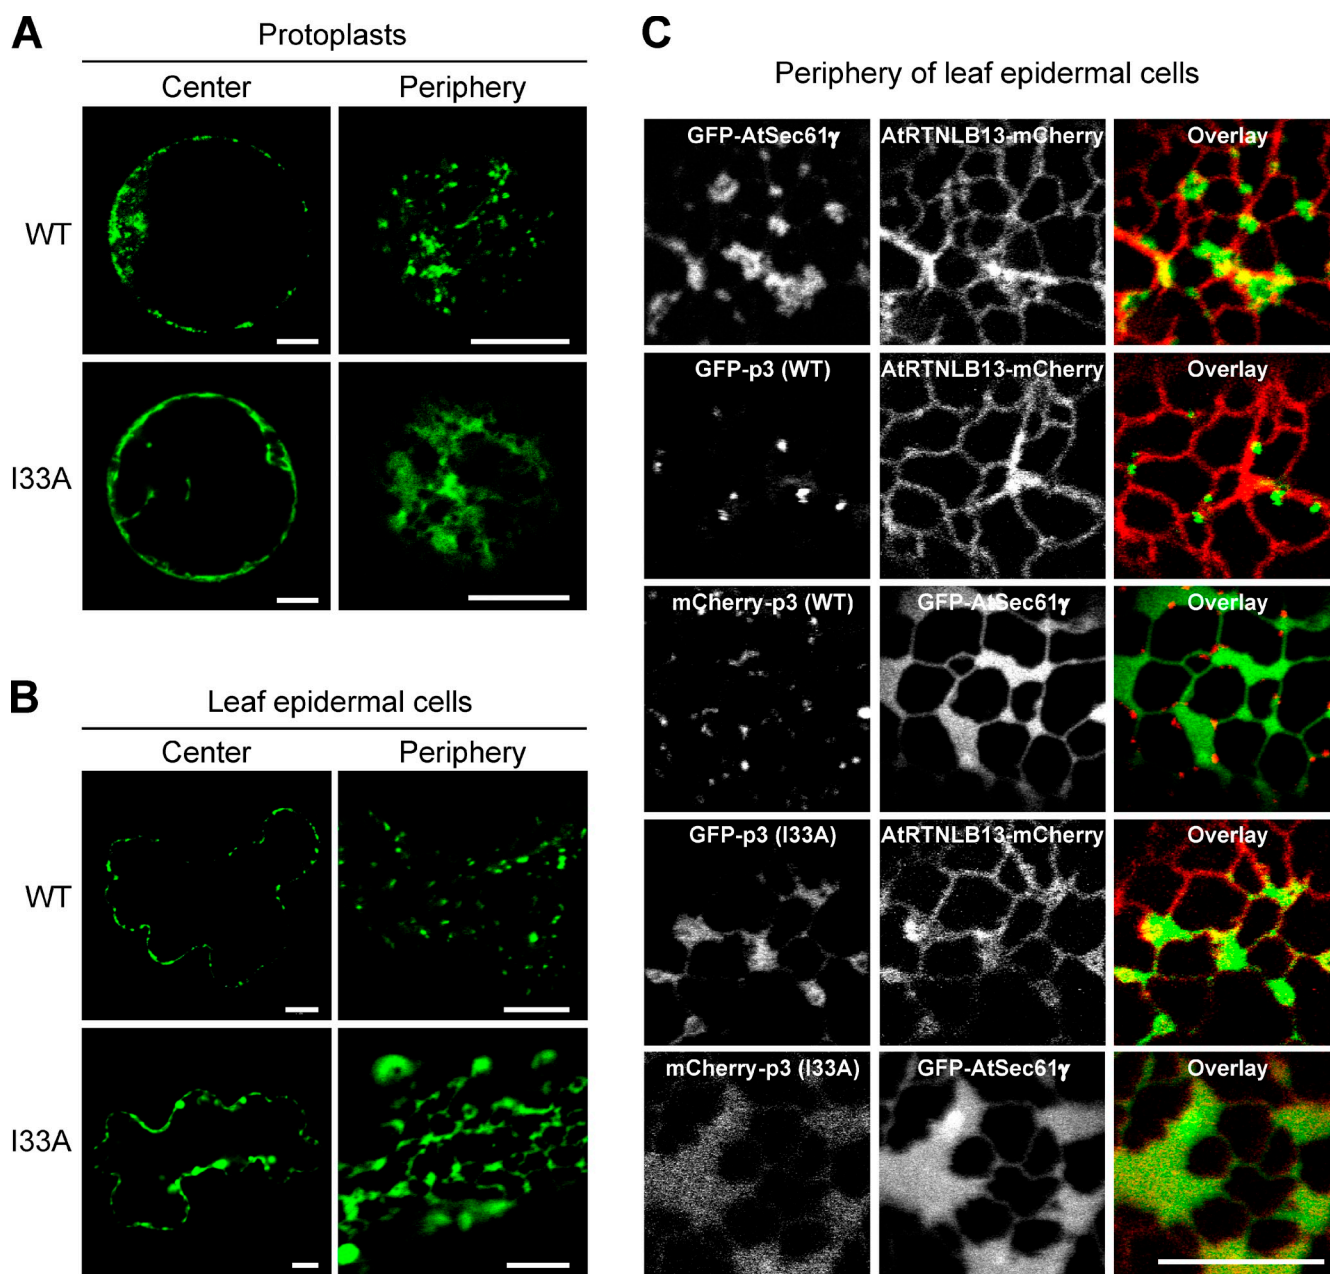 A
Protoplasts
Center Periphery
WT
I33A
B
Leaf epidermal cells
Center Periphery
WT
I33A
C
Periphery of leaf epidermal cells
GFP-AtSec61γ AtRTNLB13-mCherry Overlay
GFP-p3 (WT) AtRTNLB13-mCherry Overlay
mCherry-p3 (WT) GFP-AtSec61γ Overlay
GFP-p3 (I33A) AtRTNLB13-mCherry Overlay
mCherry-p3 (I33A) GFP-AtSec61γ Overlay